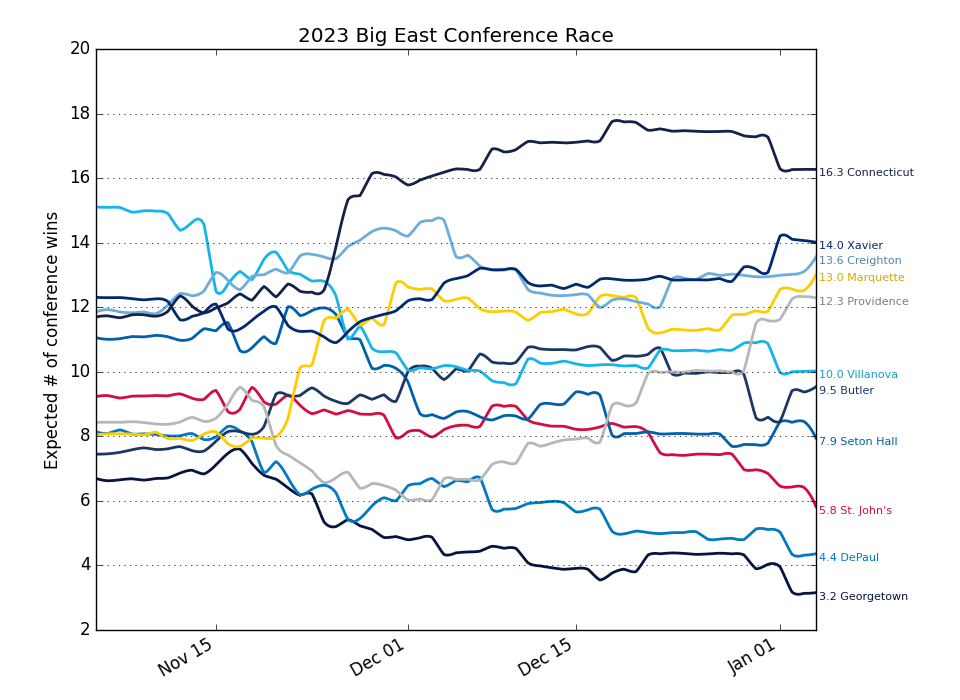 2023 Big East Conference Race
Expected # of conference wins
20
18
16
14
12
10
8
6
4
2
16.3 Connecticut
14.0 Xavier
13.6 Creighton
13.0 Marquette
12.3 Providence
10.0 Villanova
9.5 Butler
7.9 Seton Hall
5.8 St. John's
4.4 DePaul
3.2 Georgetown
Nov 15
Dec 01
Dec 15
Jan 01